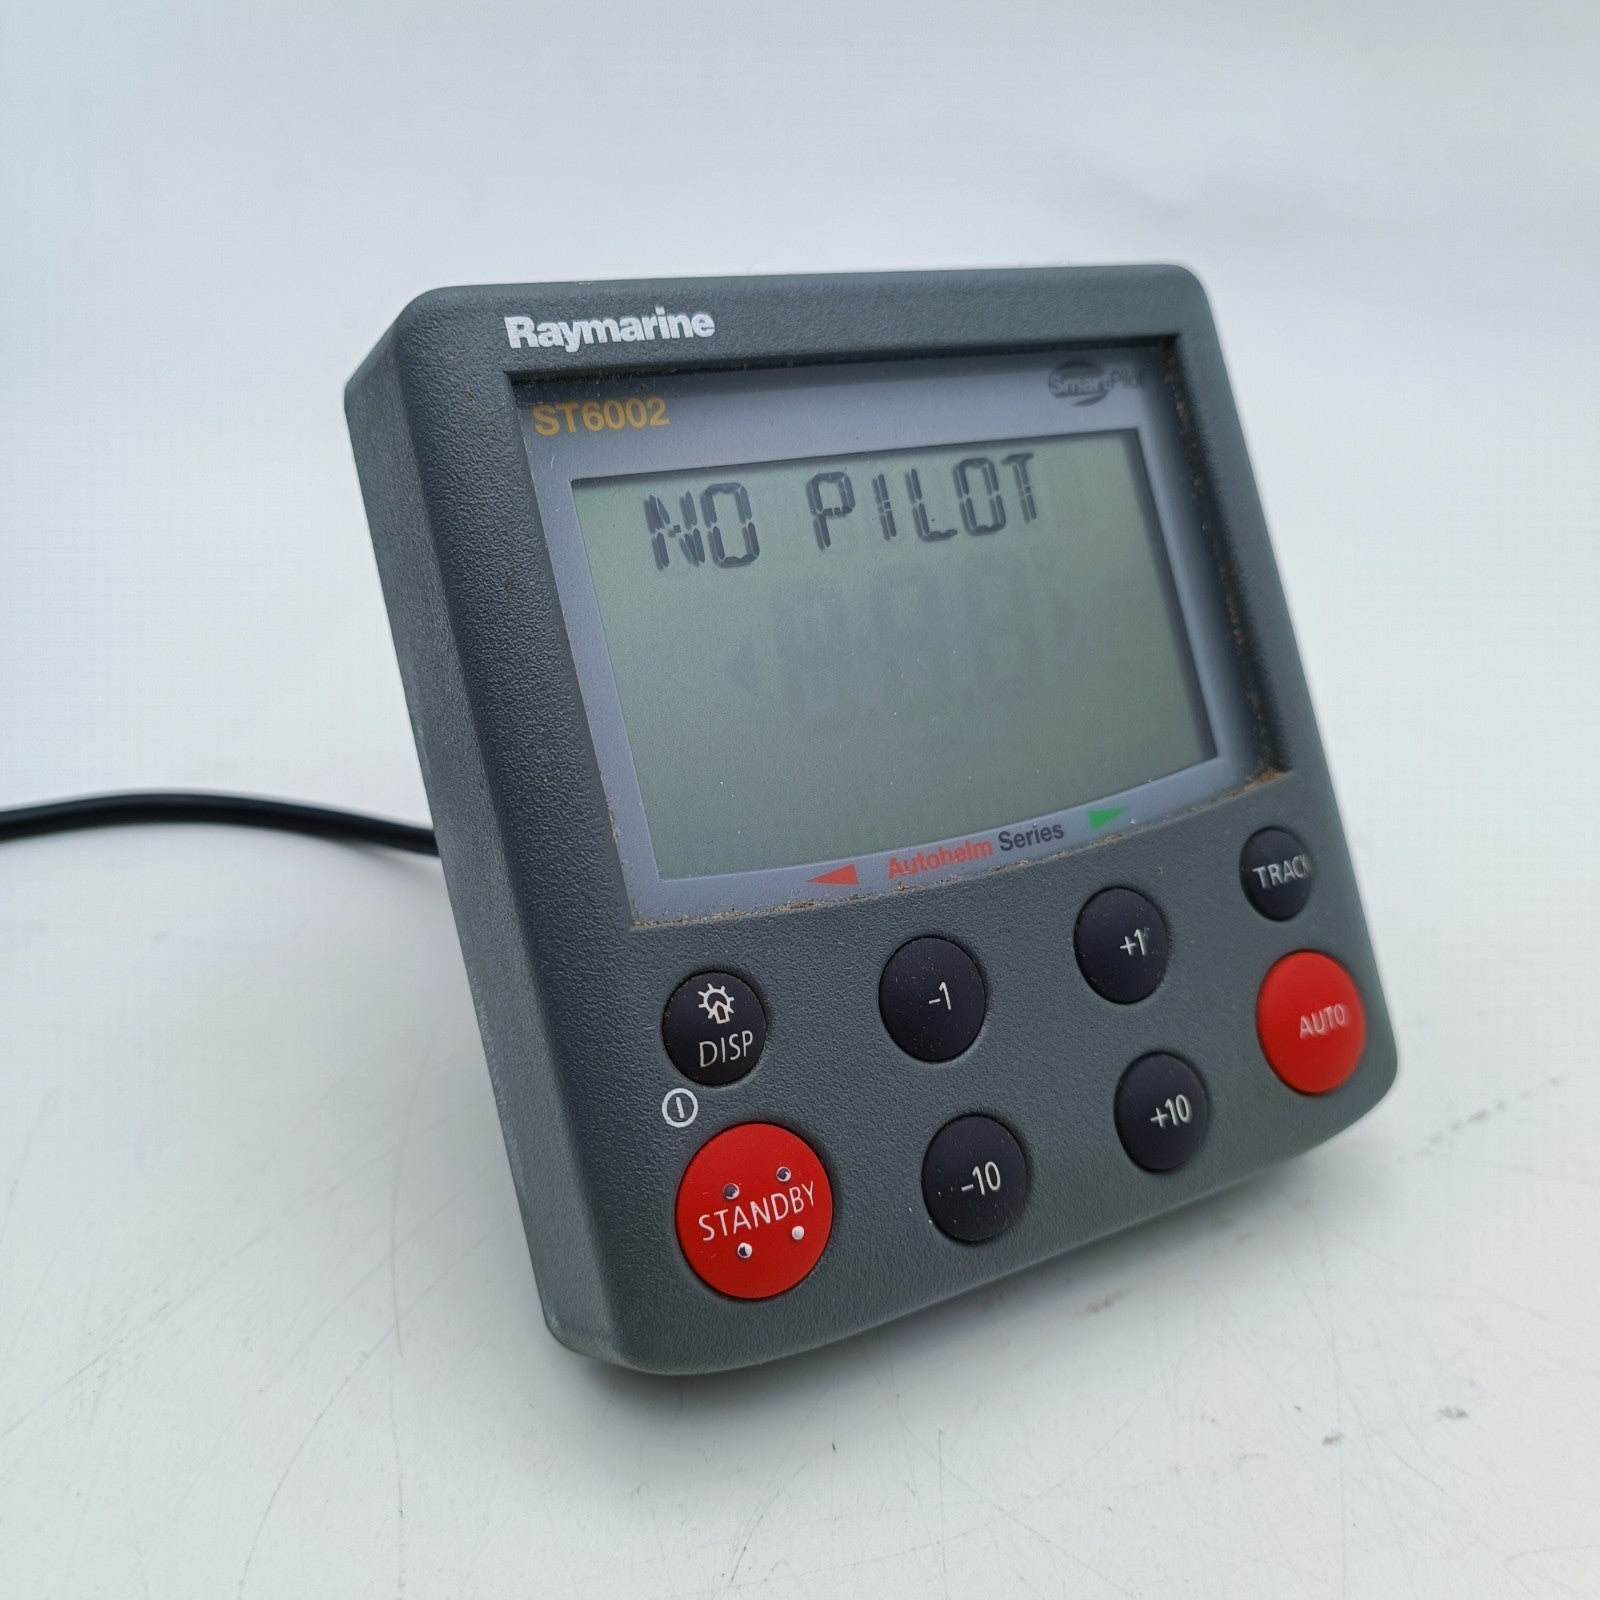 Raymarine
ST6002
SmartPilot
NO PILOT
Autohelm Series
TRACK
-1
+1
DISP
AUTO
-10
+10
STANDBY